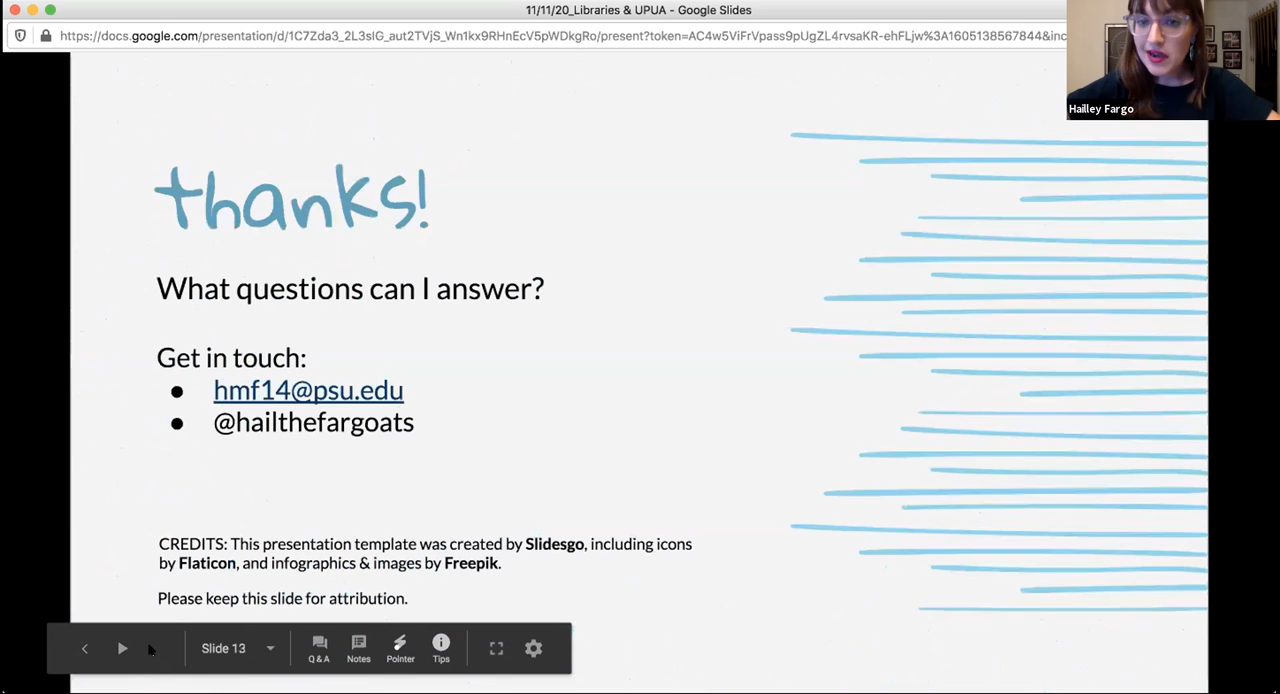 11/11/20_Libraries & UPUA - Google Slides
https://docs.google.com/presentation/d/1C7Zda3_2L3sIG_aut2TVjS_Wn1kx9RHnEcV5pWDkgRo/present?token=AC4w5ViFrVpass9pUgZL4rvsaKR-ehFLjw%3A1605138567844&inc
Hailley Fargo
thanks!
What questions can I answer?
Get in touch:
● hmf14@psu.edu
● @hailthefargoats
CREDITS: This presentation template was created by Slidesgo, including icons
by Flaticon, and infographics & images by Freepik.
Please keep this slide for attribution.
Slide 13
Q & A Notes Pointer Tips